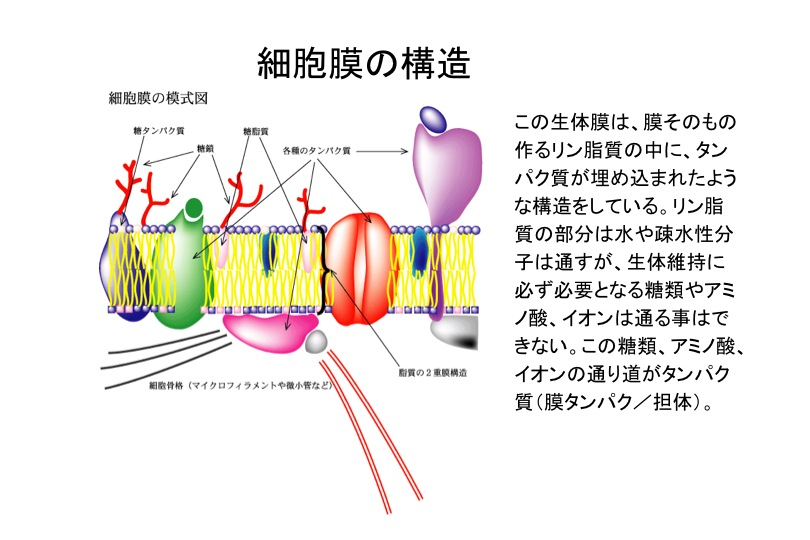 細胞膜の構造
細胞膜の模式図
糖タンパク質
糖鎖
糖脂質
各種のタンパク質
脂質の２重膜構造
細胞骨格（マイクロフィラメントや微小管など）
この生体膜は、膜そのもの
作るリン脂質の中に、タン
パク質が埋め込まれたよう
な構造をしている。リン脂
質の部分は水や疎水性分
子は通すが、生体維持に
必ず必要となる糖類やアミ
ノ酸、イオンは通る事はで
きない。この糖類、アミノ酸、
イオンの通り道がタンパク
質（膜タンパク／担体）。